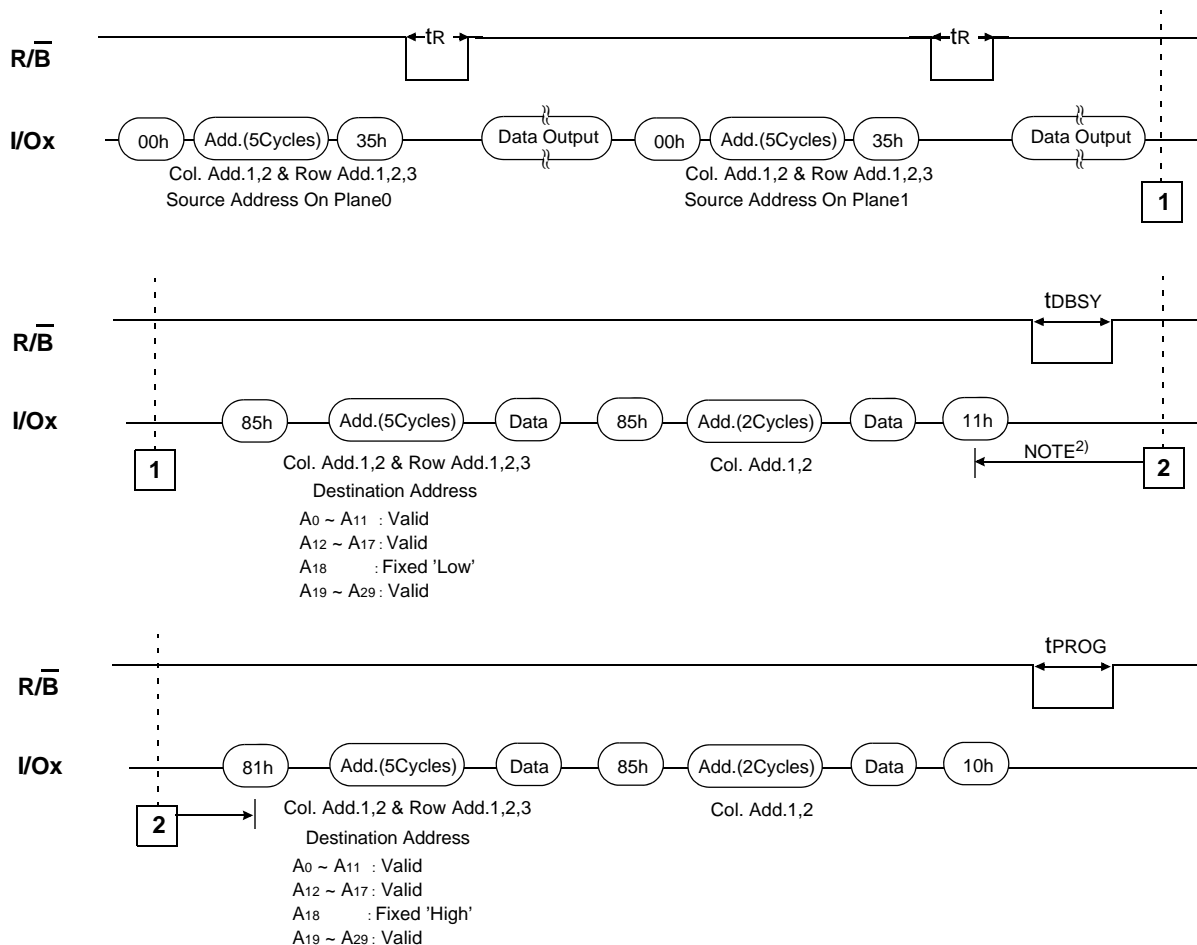 R/B tR tR
I/Ox 00h Add.(5Cycles) 35h Data Output 00h Add.(5Cycles) 35h Data Output
Col. Add.1,2 & Row Add.1,2,3 Col. Add.1,2 & Row Add.1,2,3
Source Address On Plane0 Source Address On Plane1 1
R/B tDBSY
I/Ox 85h Add.(5Cycles) Data 85h Add.(2Cycles) Data 11h
1 Col. Add.1,2 & Row Add.1,2,3 Col. Add.1,2 NOTE2) 2
Destination Address
A0 ~ A11 : Valid
A12 ~ A17 : Valid
A18 : Fixed 'Low'
A19 ~ A29 : Valid
R/B tPROG
I/Ox 81h Add.(5Cycles) Data 85h Add.(2Cycles) Data 10h
2 Col. Add.1,2 & Row Add.1,2,3 Col. Add.1,2
Destination Address
A0 ~ A11 : Valid
A12 ~ A17 : Valid
A18 : Fixed 'High'
A19 ~ A29 : Valid